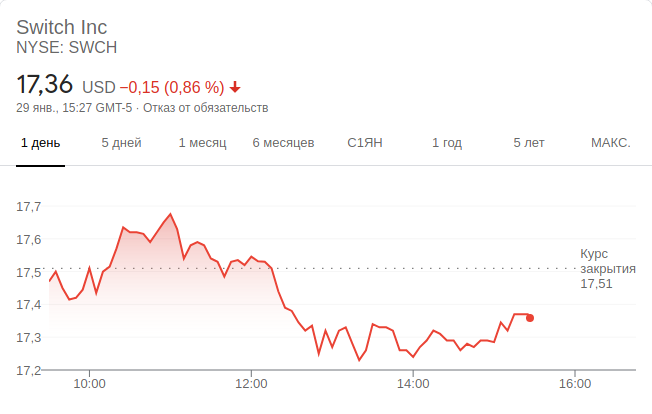 Switch Inc
NYSE: SWCH
17,36 USD −0,15 (0,86 %)
29 янв., 15:27 GMT-5 · Отказ от обязательств
1 день 5 дней 1 месяц 6 месяцев С1ЯН 1 год 5 лет МАКС.
17,7
17,6
17,5
17,4
17,3
17,2
Курс
закрытия
17,51
10:00 12:00 14:00 16:00